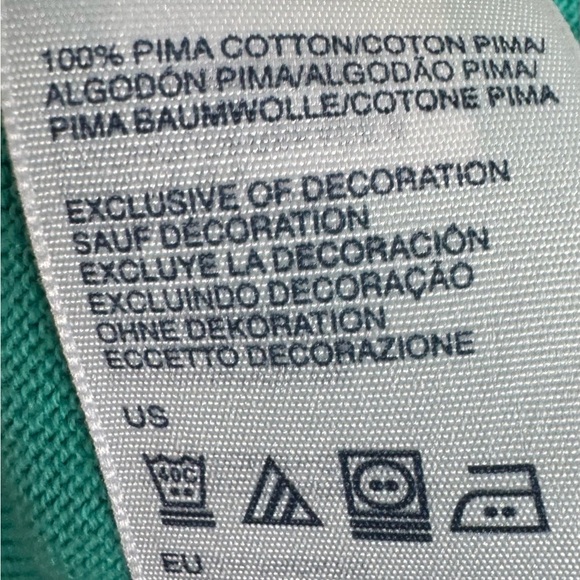 100% PIMA COTTON/COTON PIMA/
ALGODÓN PIMA/ALGODÃO PIMA/
PIMA BAUMWOLLE/COTONE PIMA
EXCLUSIVE OF DECORATION
SAUF DÉCORATION
EXCLUYE LA DECORACIÓN
EXCLUINDO DECORAÇÃO
OHNE DEKORATION
ECCETTO DECORAZIONE
US
EU